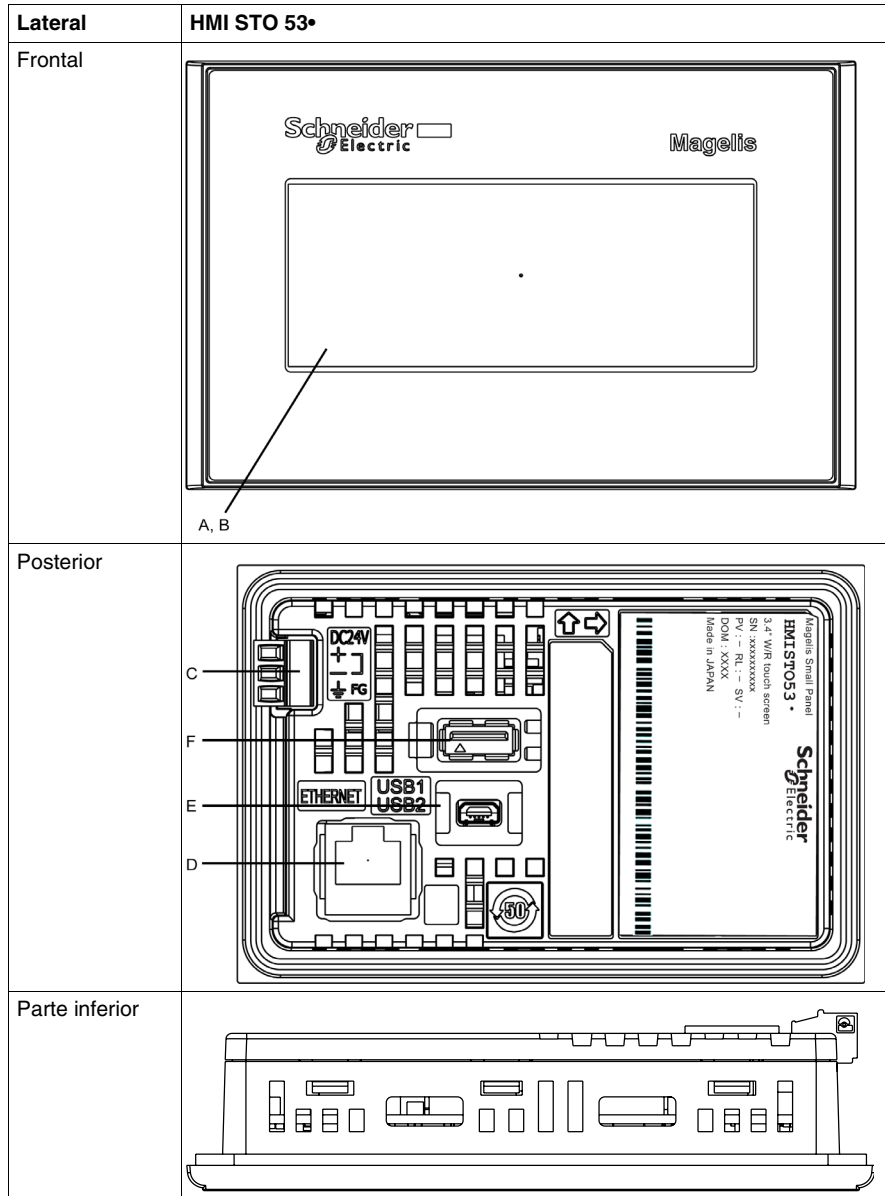 Lateral HMI STO 53•
Frontal
Schneider
Electric
Magelis
A, B
Posterior
DC24V
+
−
FG
C
F
E
D
ETHERNET
USB1
USB2
50
Magelis Small Panel
HMISTO53 •
3.4" W/R touch screen
SN :xxxxxxxxxx
PV : – RL : – SV : –
DOM : XXXX
Made in JAPAN
Schneider
Electric
Parte inferior